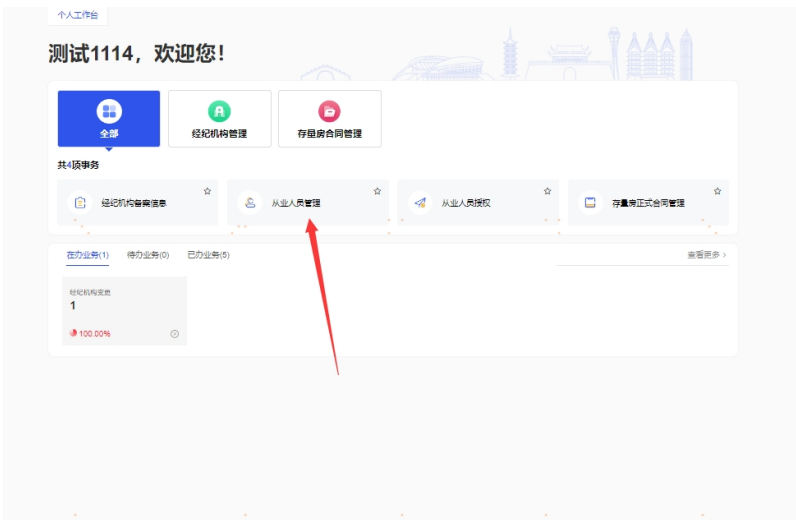 个人工作台
测试1114，欢迎您！
全部
经纪机构管理
存量房合同管理
共4项事务
经纪机构备案信息
从业人员管理
从业人员授权
存量房正式合同管理
在办业务(1) 待办业务(0) 已办业务(5) 查看更多
经纪机构变更
1
100.00%